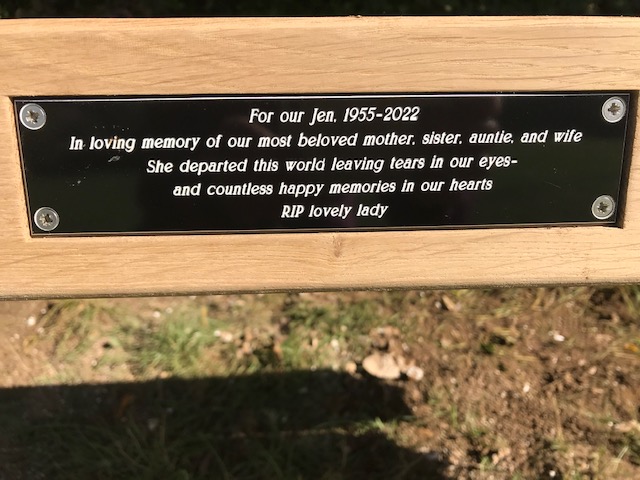 For our Jen, 1955-2022
In loving memory of our most beloved mother, sister, auntie, and wife
She departed this world leaving tears in our eyes-
and countless happy memories in our hearts
RIP lovely lady